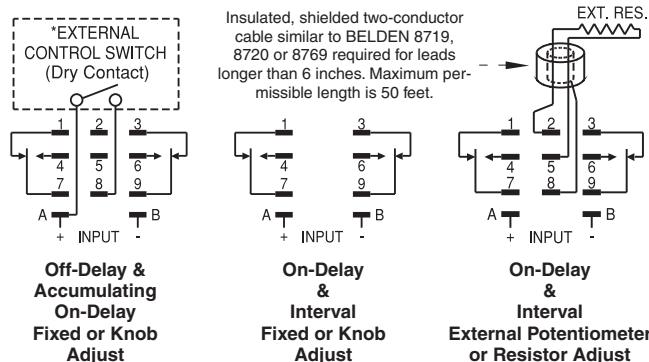 *EXTERNAL
CONTROL SWITCH
(Dry Contact)
1 2 3
4 5 6
7 8 9
A B
+ INPUT -
Off-Delay &
Accumulating
On-Delay
Fixed or Knob
Adjust
Insulated, shielded two-conductor
cable similar to BELDEN 8719,
8720 or 8769 required for leads
longer than 6 inches. Maximum per-
missible length is 50 feet.
1 3
4 6
7 9
A B
+ INPUT -
On-Delay
&
Interval
Fixed or Knob
Adjust
EXT. RES.
1 2 3
4 5 6
7 8 9
A B
+ INPUT -
On-Delay
&
Interval
External Potentiometer
or Resistor Adjust